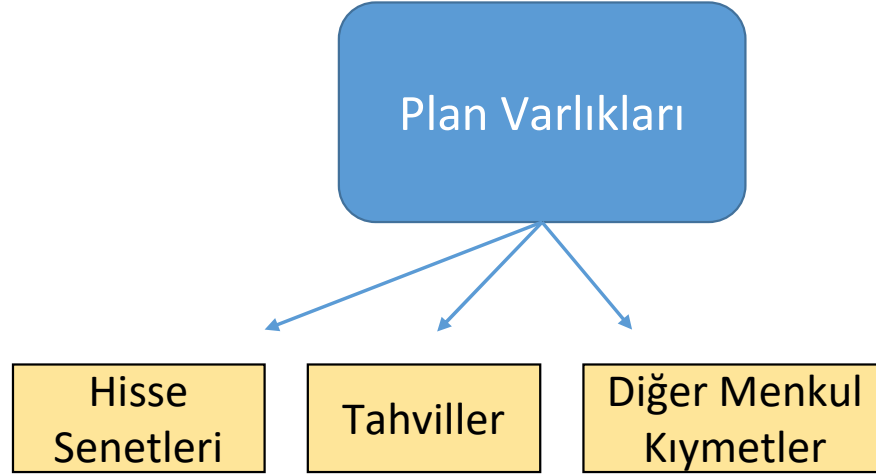 Plan Varlıkları
Hisse
Senetleri
Tahviller
Diğer Menkul
Kıymetler